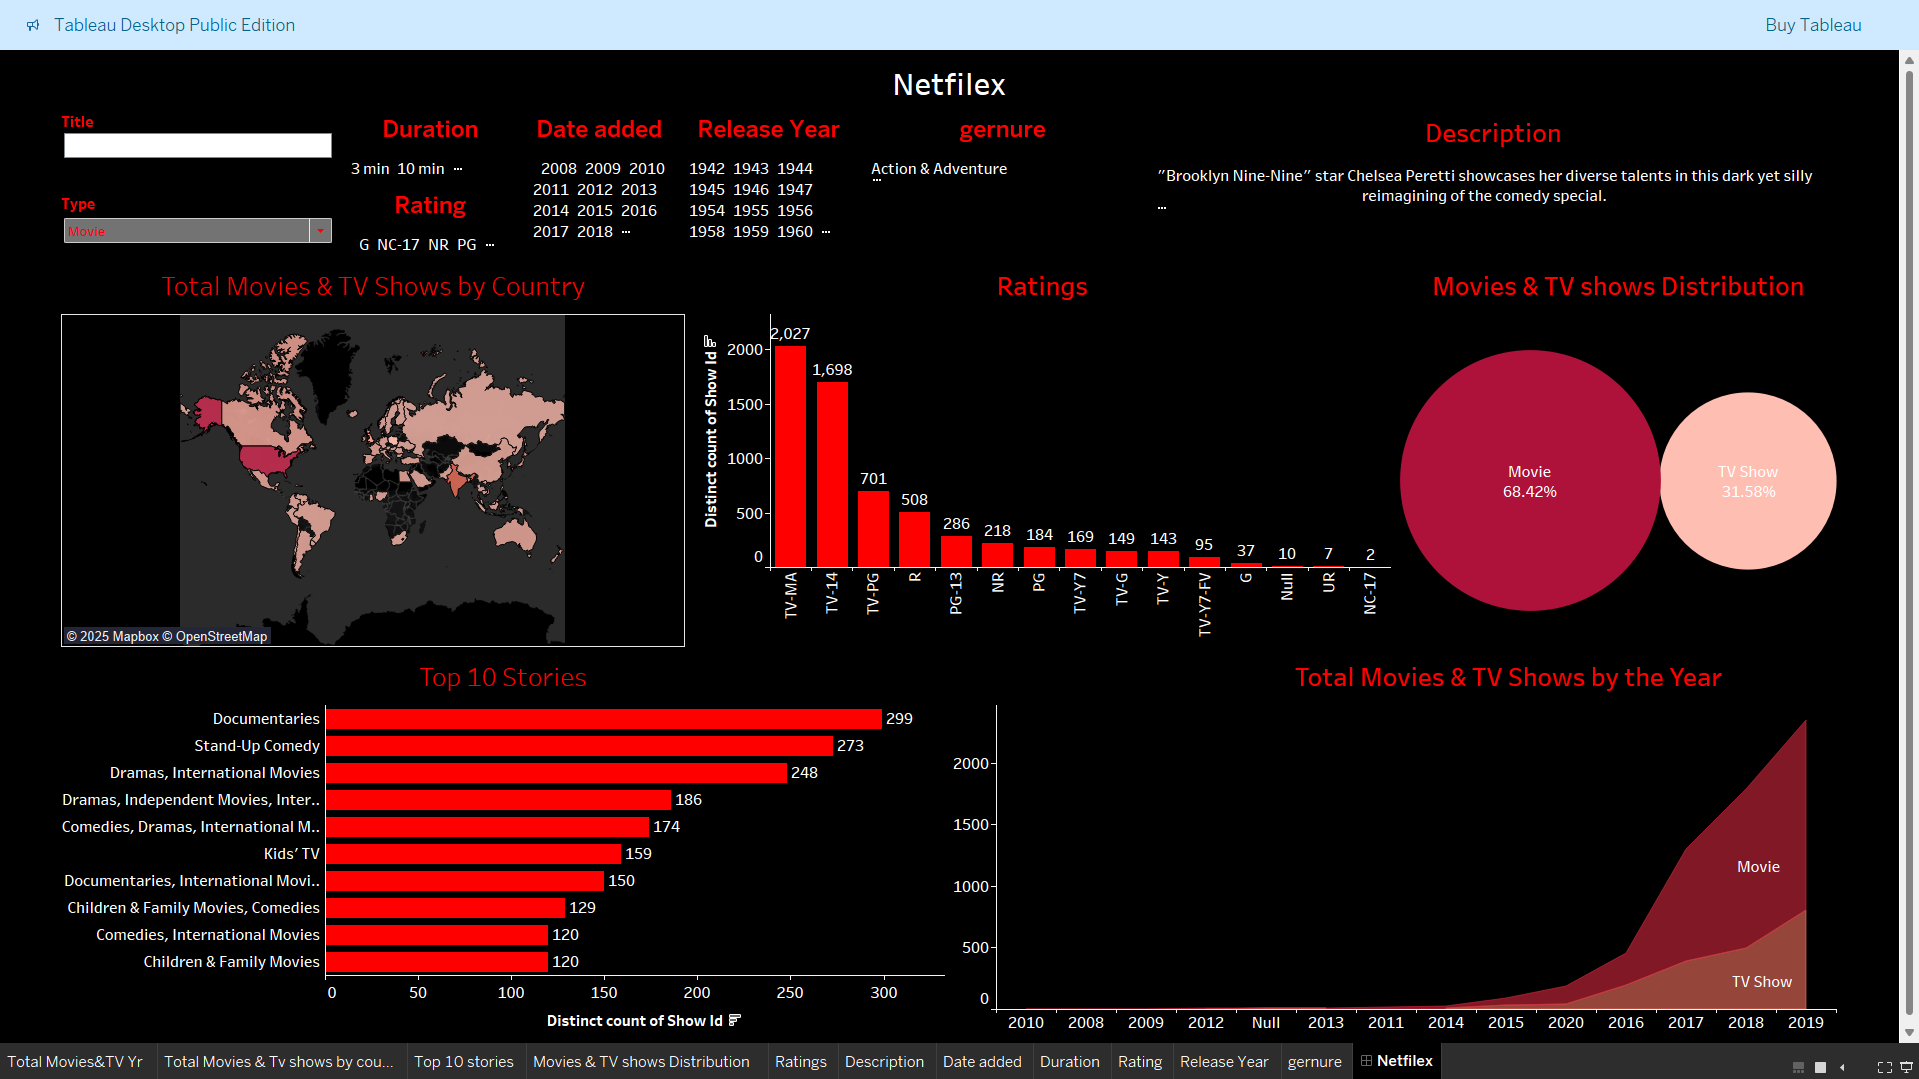 Tableau Desktop Public Edition
Buy Tableau
Netfilex
Title
Type
Movie
Duration
3 min 10 min ...
Rating
G NC-17 NR PG ...
Date added
2008 2009 2010
2011 2012 2013
2014 2015 2016
2017 2018 ...
Release Year
1942 1943 1944
1945 1946 1947
1954 1955 1956
1958 1959 1960 ...
gernure
Action & Adventure
...
Description
"Brooklyn Nine-Nine" star Chelsea Peretti showcases her diverse talents in this dark yet silly
reimagining of the comedy special.
...
Total Movies & TV Shows by Country
© 2025 Mapbox © OpenStreetMap
Ratings
Distinct count of Show Id
2000
1500
1000
500
0
2,027
1,698
701
508
286
218
184
169
149
143
95
37
10
7
2
TV-MA
TV-14
TV-PG
R
PG-13
NR
PG
TV-Y7
TV-G
TV-Y
TV-Y7-FV
G
Null
UR
NC-17
Movies & TV shows Distribution
Movie
68.42%
TV Show
31.58%
Top 10 Stories
Documentaries 299
Stand-Up Comedy 273
Dramas, International Movies 248
Dramas, Independent Movies, Inter.. 186
Comedies, Dramas, International M.. 174
Kids' TV 159
Documentaries, International Movi.. 150
Children & Family Movies, Comedies 129
Comedies, International Movies 120
Children & Family Movies 120
0 50 100 150 200 250 300
Distinct count of Show Id
Total Movies & TV Shows by the Year
2000
1500
1000
500
0
Movie
TV Show
2010 2008 2009 2012 Null 2013 2011 2014 2015 2020 2016 2017 2018 2019
Total Movies&TV Yr
Total Movies & Tv shows by cou...
Top 10 stories
Movies & TV shows Distribution
Ratings
Description
Date added
Duration
Rating
Release Year
gernure
Netfilex